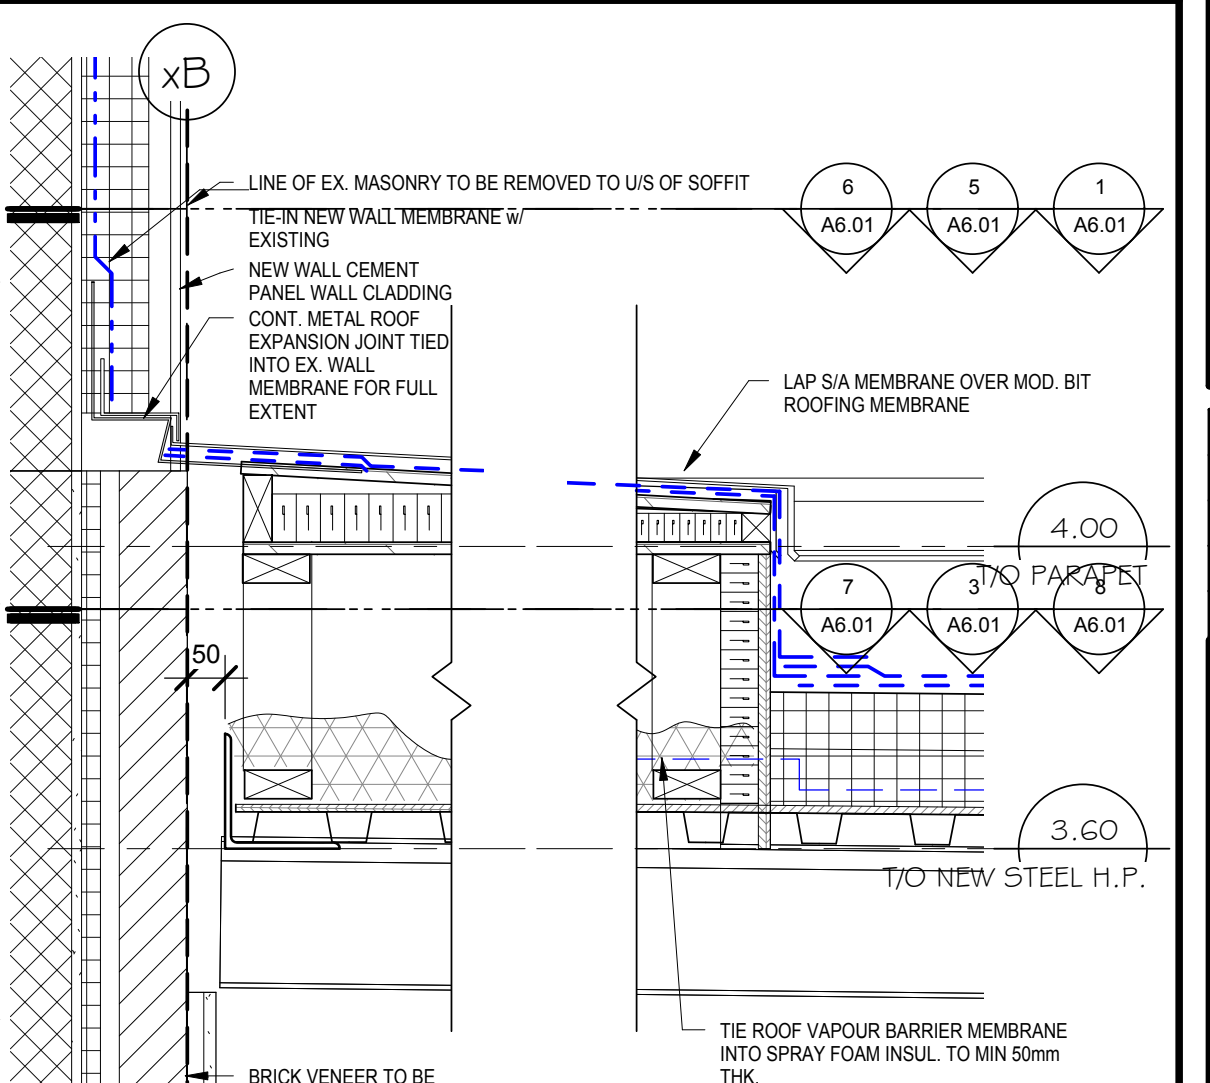 xB
LINE OF EX. MASONRY TO BE REMOVED TO U/S OF SOFFIT
6
5
1
A6.01
A6.01
A6.01
TIE-IN NEW WALL MEMBRANE w/
EXISTING
NEW WALL CEMENT
PANEL WALL CLADDING
CONT. METAL ROOF
EXPANSION JOINT TIED
INTO EX. WALL
MEMBRANE FOR FULL
EXTENT
LAP S/A MEMBRANE OVER MOD. BIT
ROOFING MEMBRANE
4.00
T/O PARAPET
7
3
8
A6.01
A6.01
A6.01
50
3.60
T/O NEW STEEL H.P.
TIE ROOF VAPOUR BARRIER MEMBRANE
INTO SPRAY FOAM INSUL. TO MIN 50mm
THK.
BRICK VENEER TO BE